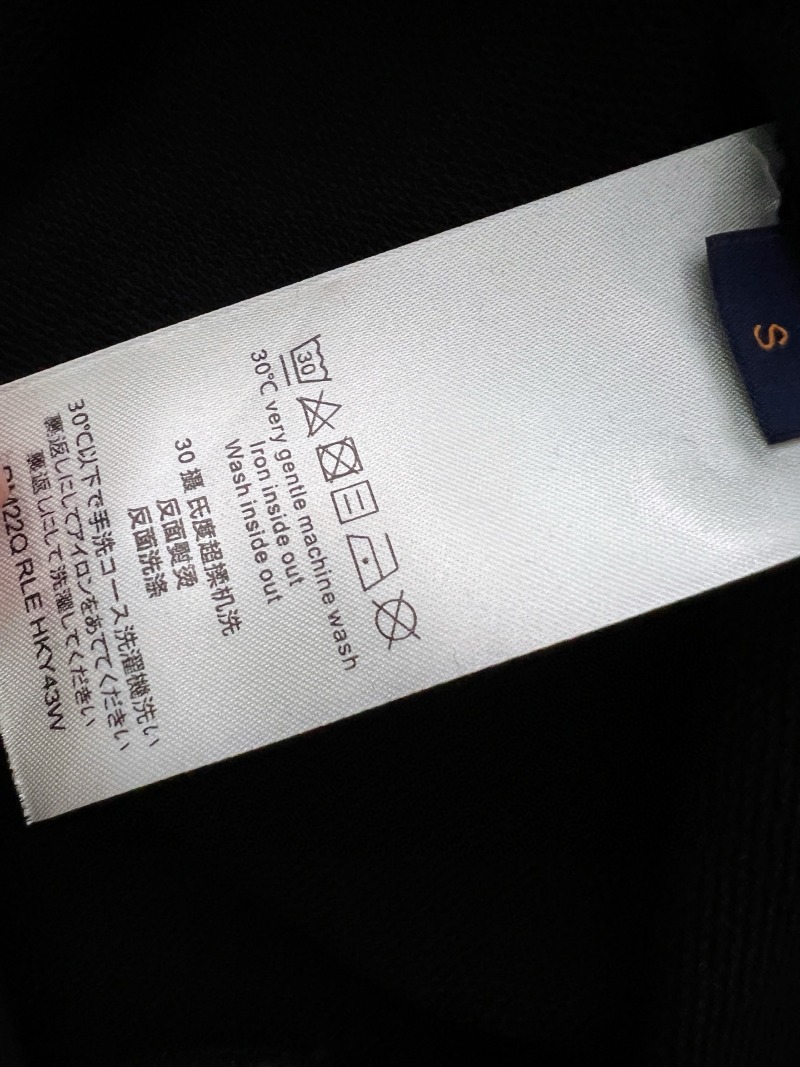 30
30°C very gentle machine wash
Iron inside out
Wash inside out
30 攝 氏度超揉机洗
反面熨烫
反面洗涤
30°C以下で手洗コース洗濯機洗い
裏返しにしてアイロンをあててください
裏返しにして洗濯してください
RLE HKY43W
S